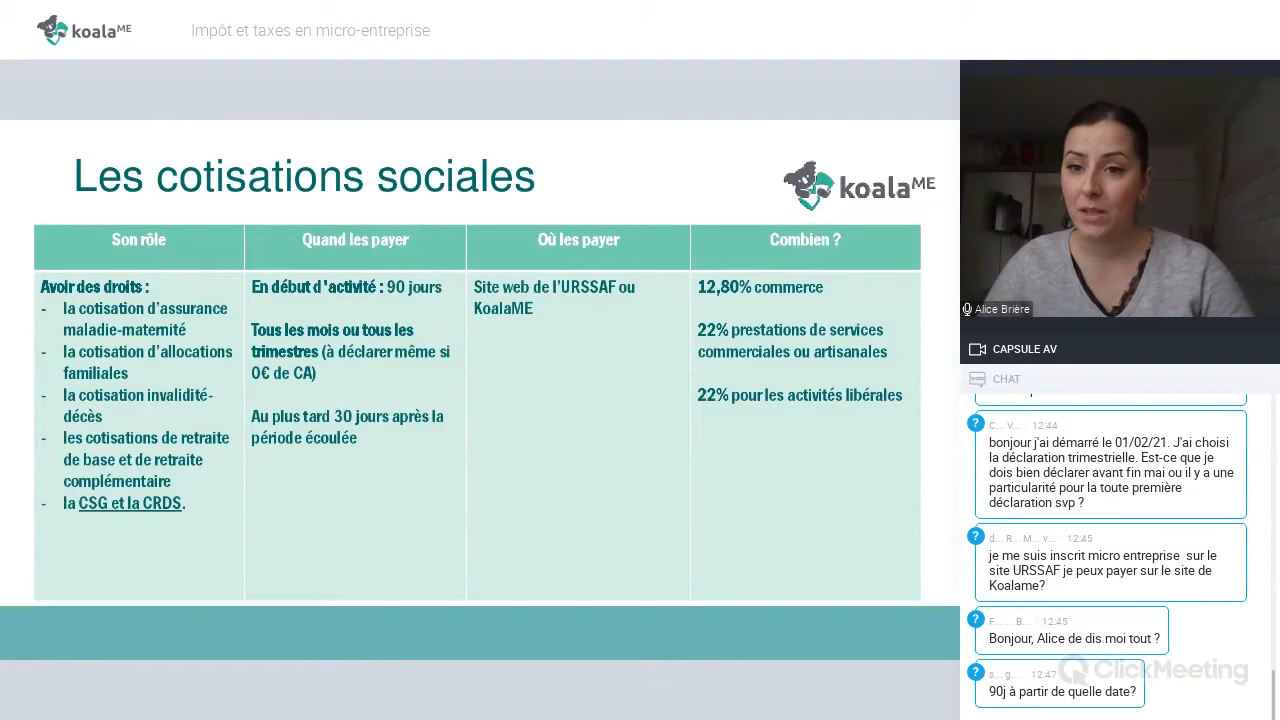 koalaME
Impôt et taxes en micro-entreprise
Les cotisations sociales
koalaME
Son rôle
Quand les payer
Où les payer
Combien ?
Avoir des droits :
- la cotisation d’assurance
maladie-maternité
- la cotisation d’allocations
familiales
- la cotisation invalidité-
décès
- les cotisations de retraite
de base et de retraite
complémentaire
- la CSG et la CRDS.
En début d'activité : 90 jours
Tous les mois ou tous les
trimestres (à déclarer même si
0€ de CA)
Au plus tard 30 jours après la
période écoulée
Site web de l’URSSAF ou
KoalaME
12,80% commerce
22% prestations de services
commerciales ou artisanales
22% pour les activités libérales
Alice Brière
CAPSULE AV
CHAT
C... V... 12:44
bonjour j'ai démarré le 01/02/21. J'ai choisi
la déclaration trimestrielle. Est-ce que je
dois bien déclarer avant fin mai ou il y a une
particularité pour la toute première
déclaration svp ?
d... R... M... v... 12:45
je me suis inscrit micro entreprise sur le
site URSSAF je peux payer sur le site de
Koalame?
F... ... B... 12:45
Bonjour, Alice de dis moi tout ?
s... g... 12:47
90j à partir de quelle date?
ClickMeeting